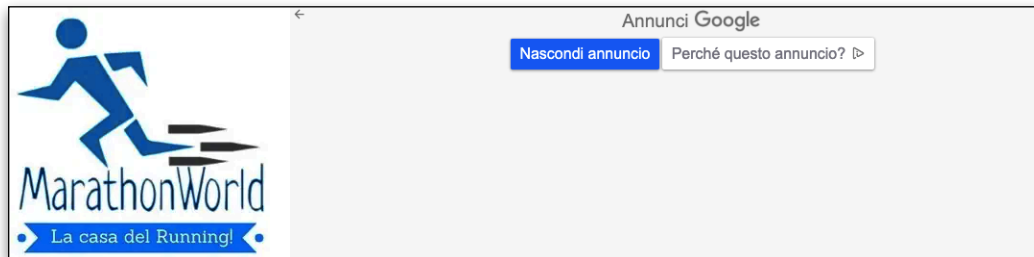 Annunci Google
Nascondi annuncio
Perché questo annuncio?
MarathonWorld
La casa del Running!